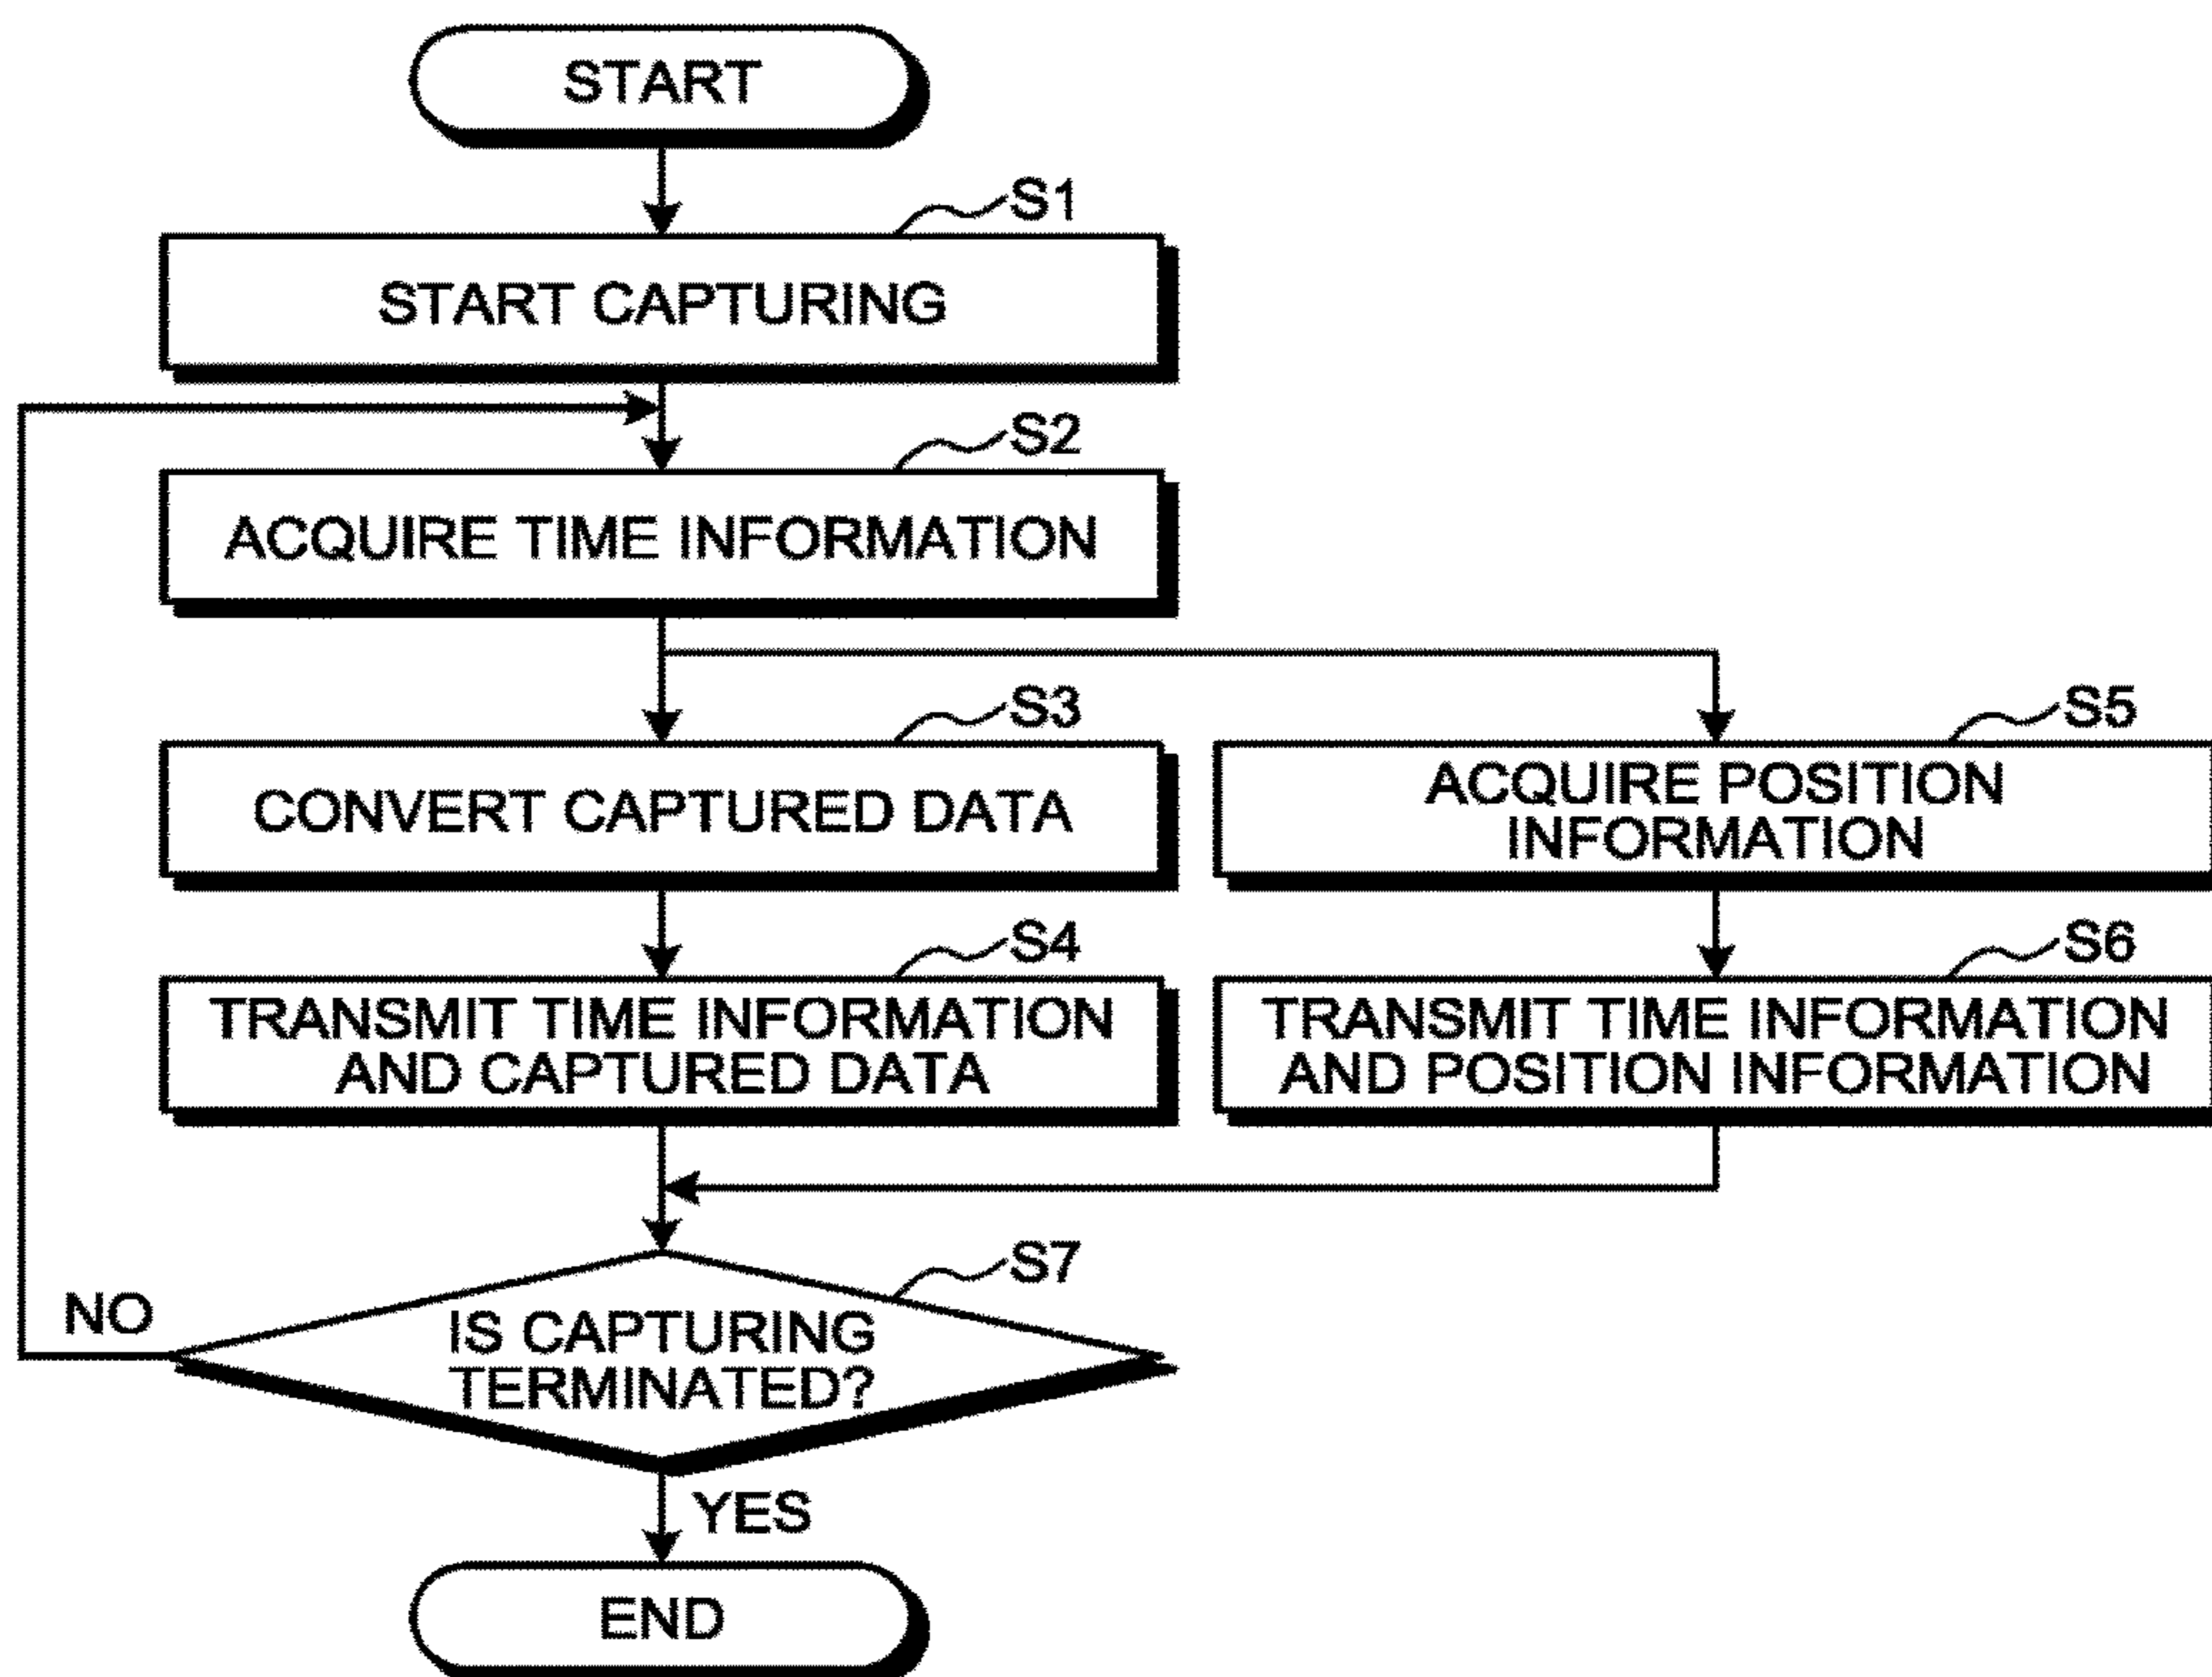 START
S1
START CAPTURING
S2
ACQUIRE TIME INFORMATION
S3
CONVERT CAPTURED DATA
S5
ACQUIRE POSITION
INFORMATION
S4
TRANSMIT TIME INFORMATION
AND CAPTURED DATA
S6
TRANSMIT TIME INFORMATION
AND POSITION INFORMATION
S7
IS CAPTURING
TERMINATED?
NO
YES
END